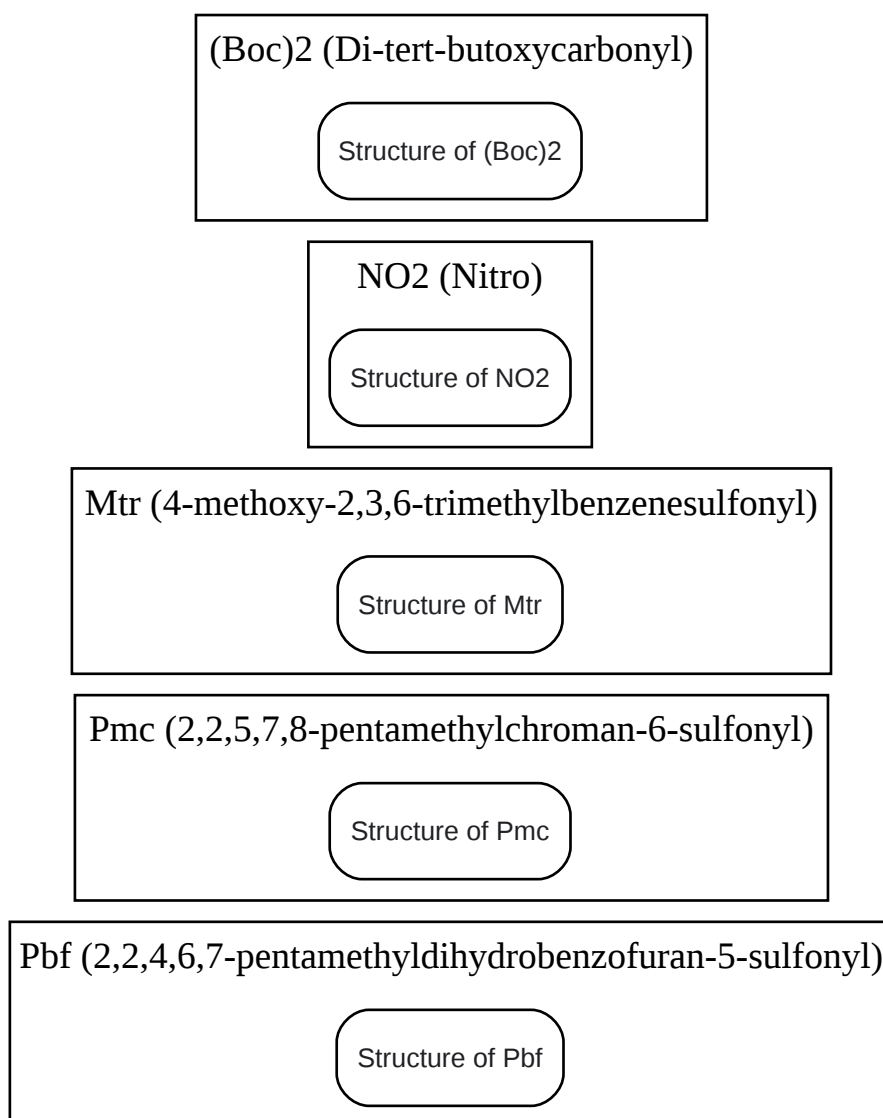 (Boc)2 (Di-tert-butoxycarbonyl)
Structure of (Boc)2
NO2 (Nitro)
Structure of NO2
Mtr (4-methoxy-2,3,6-trimethylbenzenesulfonyl)
Structure of Mtr
Pmc (2,2,5,7,8-pentamethylchroman-6-sulfonyl)
Structure of Pmc
Pbf (2,2,4,6,7-pentamethyldihydrobenzofuran-5-sulfonyl)
Structure of Pbf